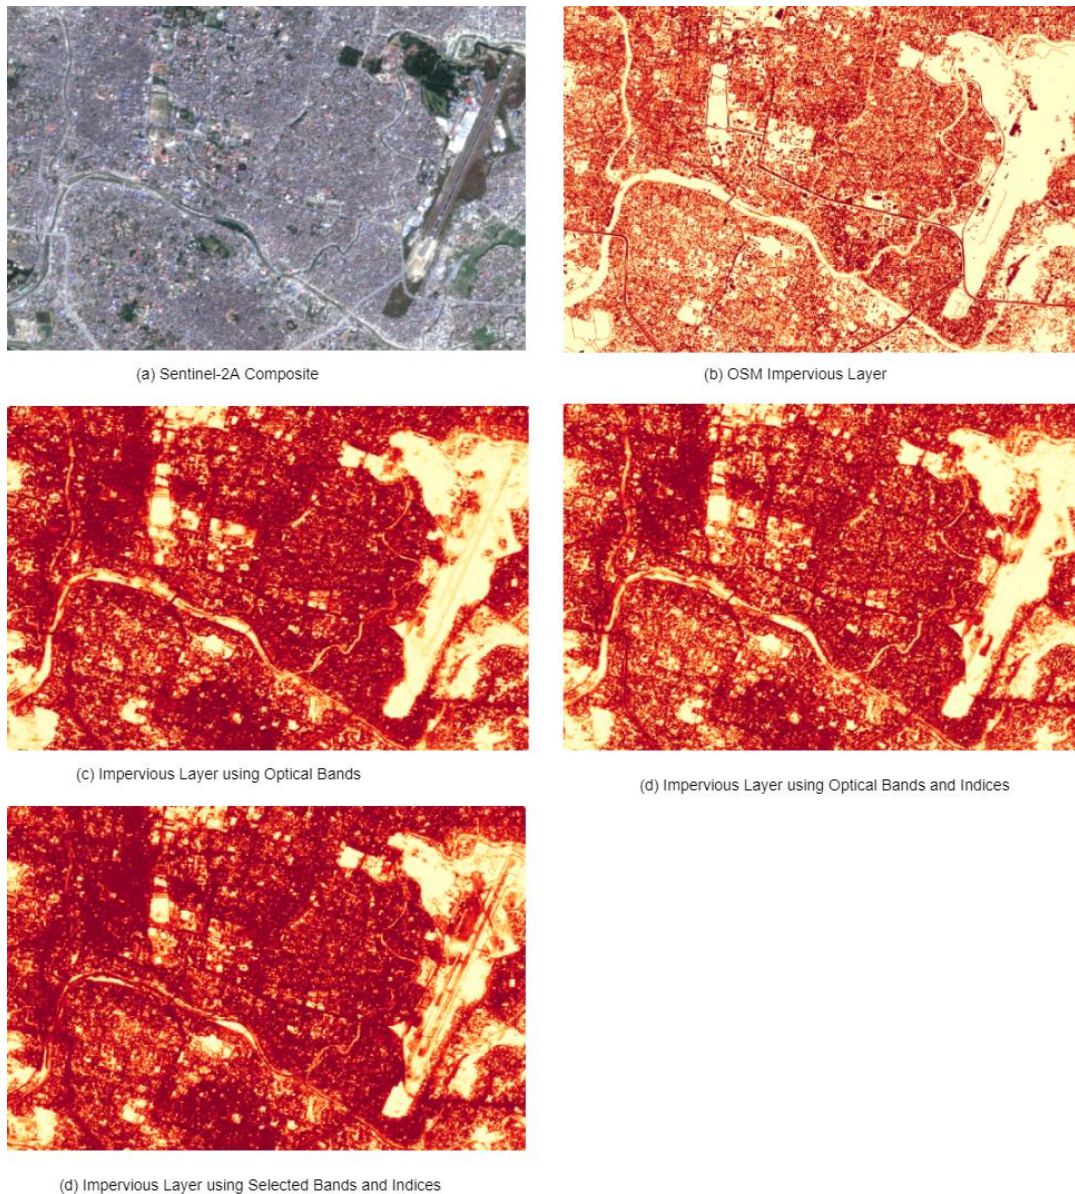 (a) Sentinel-2A Composite
(b) OSM Impervious Layer
(c) Impervious Layer using Optical Bands
(d) Impervious Layer using Optical Bands and Indices
(d) Impervious Layer using Selected Bands and Indices